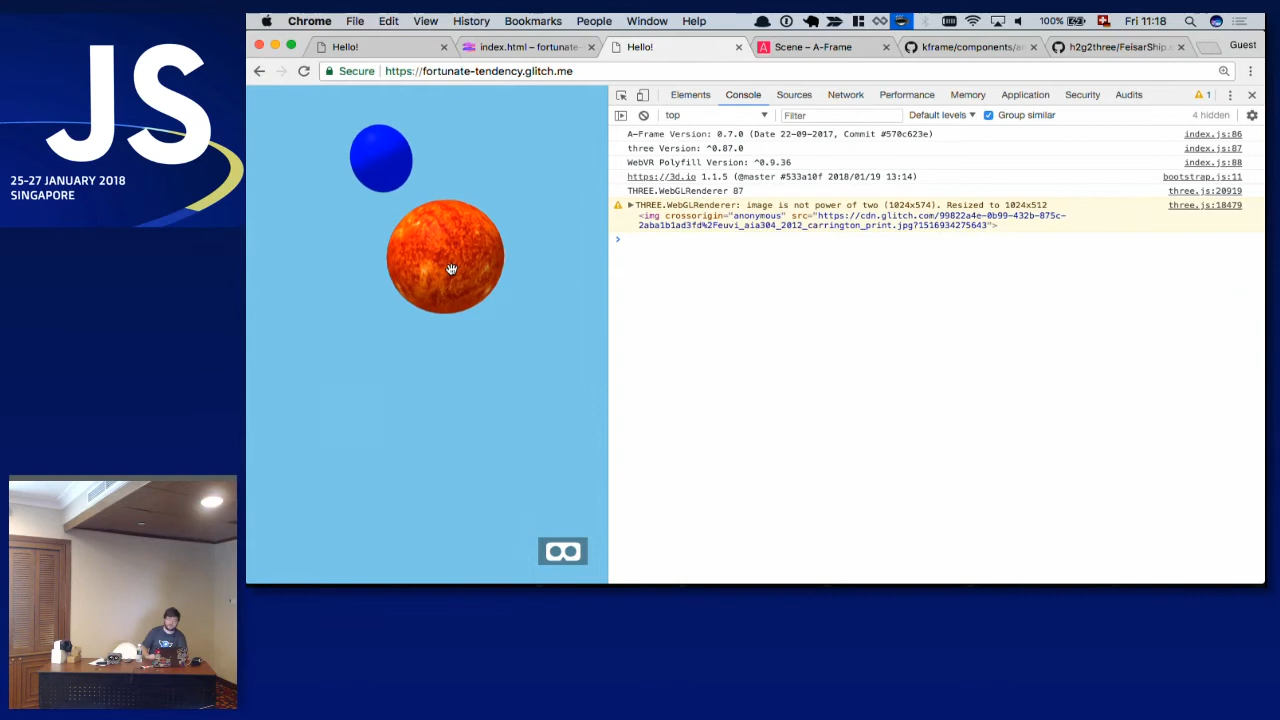 JS
25-27 JANUARY 2018
SINGAPORE
Chrome File Edit View History Bookmarks People Window Help 100% Fri 11:18
Hello! index.html – fortunate- Hello! Scene – A-Frame kframe/components/a h2g2three/FeisarShip. Guest
Secure https://fortunate-tendency.glitch.me
Elements Console Sources Network Performance Memory Application Security Audits 1
top Filter Default levels Group similar 4 hidden
A-Frame Version: 0.7.0 (Date 22-09-2017, Commit #570c623e) index.js:86
three Version: ^0.87.0 index.js:87
WebVR Polyfill Version: ^0.9.36 index.js:88
https://3d.io 1.1.5 (@master #533a10f 2018/01/19 13:14) bootstrap.js:11
THREE.WebGLRenderer 87 three.js:20919
THREE.WebGLRenderer: image is not power of two (1024x574). Resized to 1024x512 three.js:18479
<img crossorigin="anonymous" src="https://cdn.glitch.com/99822a4e-0b99-432b-875c-
2aba1b1ad3fd%2Feuvi_aia304_2012_carrington_print.jpg?1516934275643">